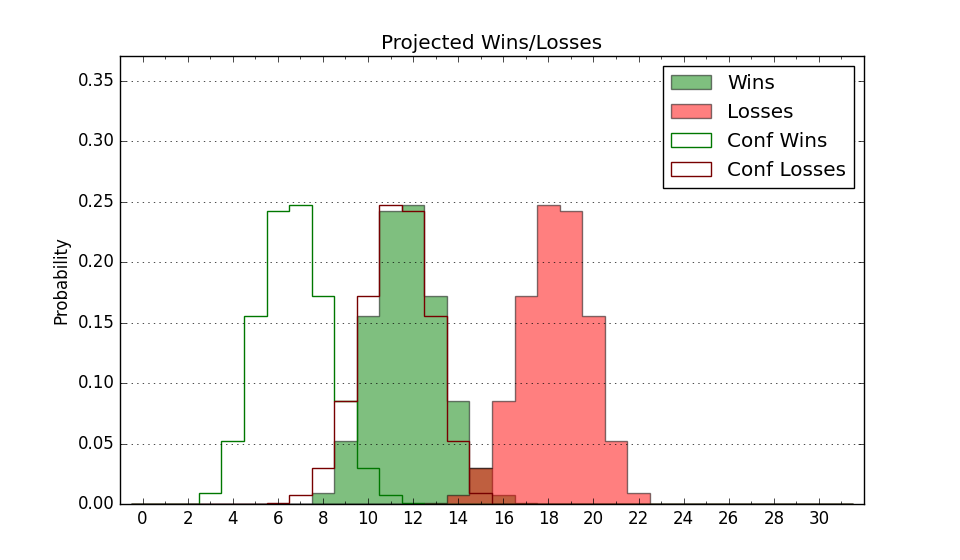 Projected Wins/Losses
Wins
Losses
Conf Wins
Conf Losses
Probability
0.35
0.30
0.25
0.20
0.15
0.10
0.05
0.00
0 2 4 6 8 10 12 14 16 18 20 22 24 26 28 30